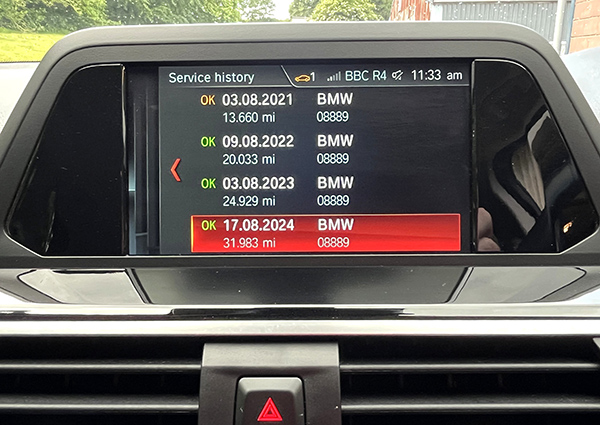 Service history 1 BBC R4 11:33 am
OK 03.08.2021 BMW
13.660 mi 08889
OK 09.08.2022 BMW
20.033 mi 08889
OK 03.08.2023 BMW
24.929 mi 08889
OK 17.08.2024 BMW
31.983 mi 08889